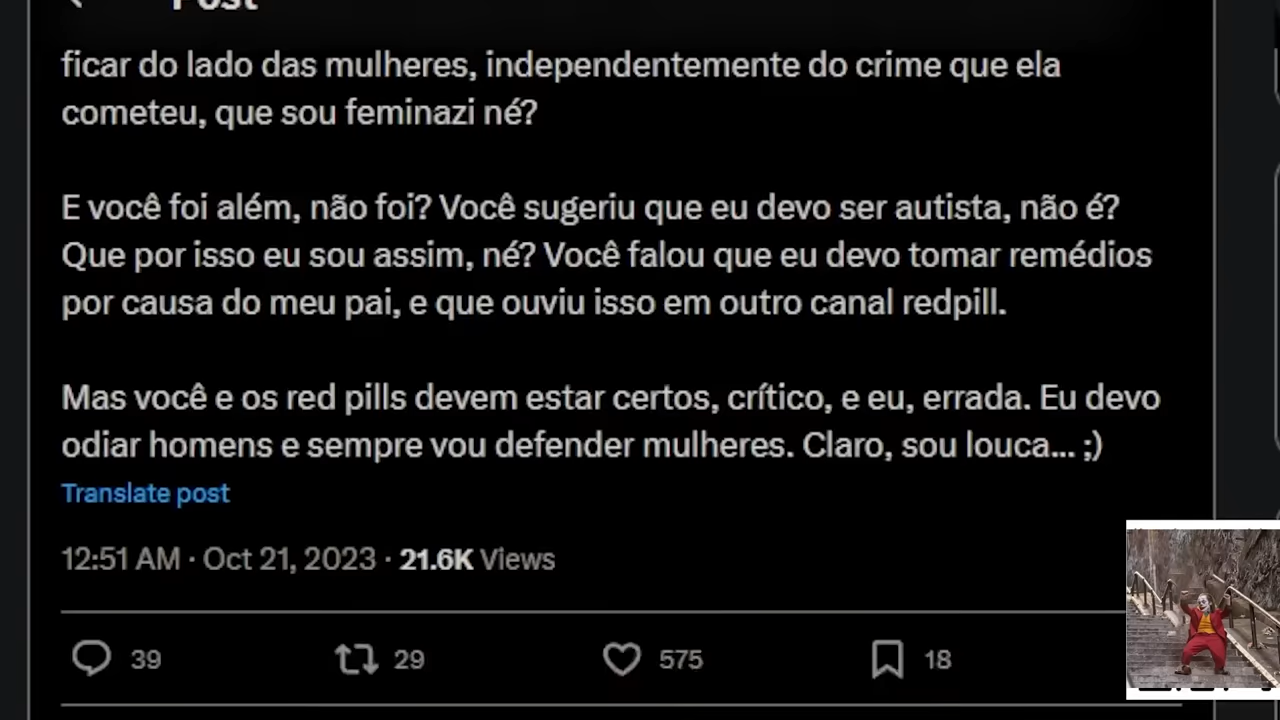 Post
ficar do lado das mulheres, independentemente do crime que ela
cometeu, que sou feminazi né?
E você foi além, não foi? Você sugeriu que eu devo ser autista, não é?
Que por isso eu sou assim, né? Você falou que eu devo tomar remédios
por causa do meu pai, e que ouviu isso em outro canal redpill.
Mas você e os red pills devem estar certos, crítico, e eu, errada. Eu devo
odiar homens e sempre vou defender mulheres. Claro, sou louca... ;)
Translate post
12:51 AM · Oct 21, 2023 · 21.6K Views
39 29 575 18